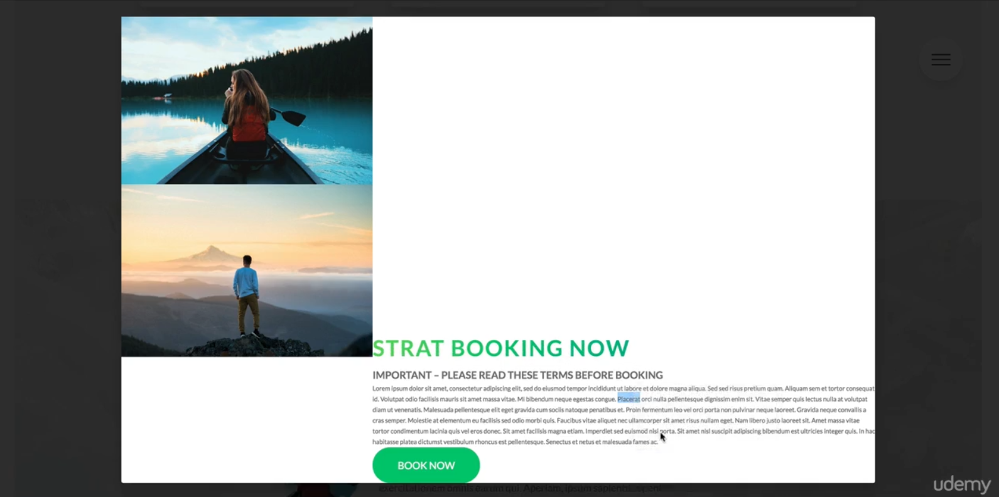 STRAT BOOKING NOW
IMPORTANT – PLEASE READ THESE TERMS BEFORE BOOKING
Lorem ipsum dolor sit amet, consectetur adipiscing elit, sed do eiusmod tempor incididunt ut labore et dolore magna aliqua. Sed sed risus pretium quam. Aliquam sem et tortor consequat
id. Volutpat odio facilisis mauris sit amet massa vitae. Mi bibendum neque egestas congue. Placerat orci nulla pellentesque dignissim enim sit. Vitae semper quis lectus nulla at volutpat
diam ut venenatis. Malesuada pellentesque elit eget gravida cum sociis natoque penatibus et. Proin fermentum leo vel orci porta non pulvinar neque laoreet. Gravida neque convallis a
cras semper. Molestie at elementum eu facilisis sed odio morbi quis. Faucibus vitae aliquet nec ullamcorper sit amet risus nullam eget. Nam libero justo laoreet sit. Amet massa vitae
tortor condimentum lacinia quis vel eros donec. Sit amet facilisis magna etiam. Imperdiet sed euismod nisi porta. Sit amet nisl suscipit adipiscing bibendum est ultricies integer quis. In hac
habitasse platea dictumst vestibulum rhoncus est pellentesque. Senectus et netus et malesuada fames ac.
BOOK NOW
exercitationem omnis earum qui. Aperiam, ipsum sapiente
udemy